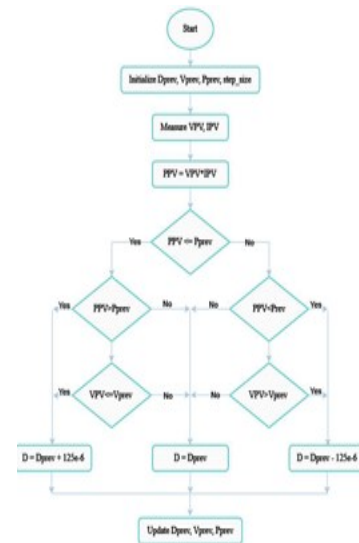 Start
Initialize Dprev, Vprev, Pprev, step_size
Measure VPV, IPV
PPV = VPV*IPV
PPV <= Pprev
Yes
No
PPV>Pprev
PPV<Prev
Yes
No
No
Yes
VPV<=Vprev
VPV>Vprev
Yes
No
No
Yes
D = Dprev + 125e-6
D = Dprev
D = Dprev - 125e-6
Update Dprev, Vprev, Pprev